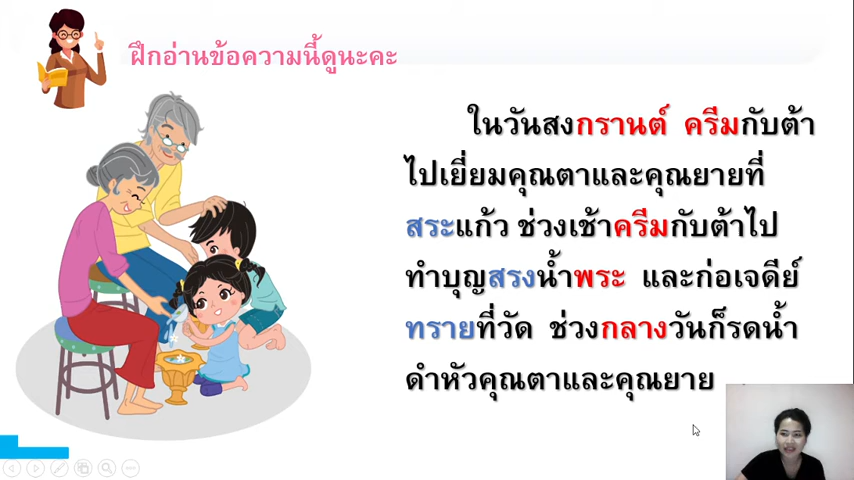 ฝึกอ่านข้อความนี้ดูนะคะ
ในวันสงกรานต์ ครีมกับต้า
ไปเยี่ยมคุณตาและคุณยายที่
สระแก้ว ช่วงเช้าครีมกับต้าไป
ทำบุญสรงน้ำพระ และก่อเจดีย์
ทรายที่วัด ช่วงกลางวันก็รดน้ำ
ดำหัวคุณตาและคุณยาย